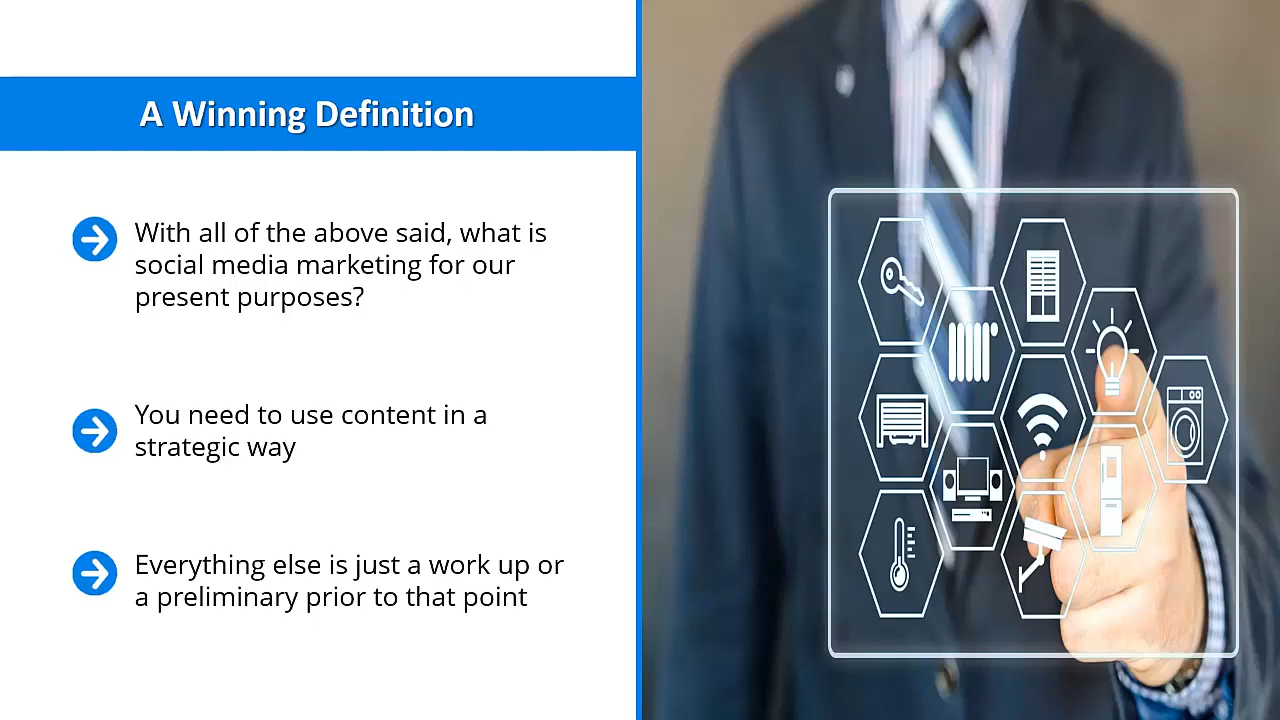 A Winning Definition
With all of the above said, what is
social media marketing for our
present purposes?
You need to use content in a
strategic way
Everything else is just a work up or
a preliminary prior to that point